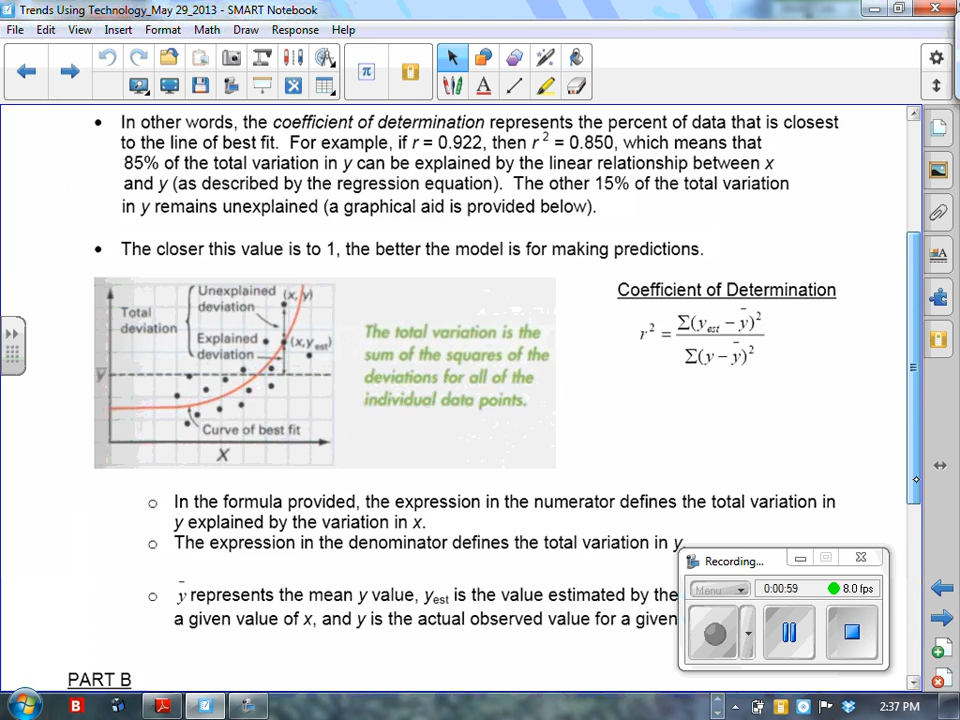 Trends Using Technology_May 29_2013 - SMART Notebook
File Edit View Insert Format Math Draw Response Help
• In other words, the coefficient of determination represents the percent of data that is closest
to the line of best fit. For example, if r = 0.922, then r² = 0.850, which means that
85% of the total variation in y can be explained by the linear relationship between x
and y (as described by the regression equation). The other 15% of the total variation
in y remains unexplained (a graphical aid is provided below).
• The closer this value is to 1, the better the model is for making predictions.
Total
deviation
Unexplained
deviation
(x, y)
Explained
deviation
(x, y est)
y̅
Curve of best fit
X
The total variation is the
sum of the squares of the
deviations for all of the
individual data points.
Coefficient of Determination
r² = Σ(y est − y̅)² / Σ(y − y̅)²
o In the formula provided, the expression in the numerator defines the total variation in
y explained by the variation in x.
o The expression in the denominator defines the total variation in y.
o y̅ represents the mean y value, y est is the value estimated by the
a given value of x, and y is the actual observed value for a given
PART B
Recording...
Menu
0:00:59
8.0 fps
2:37 PM